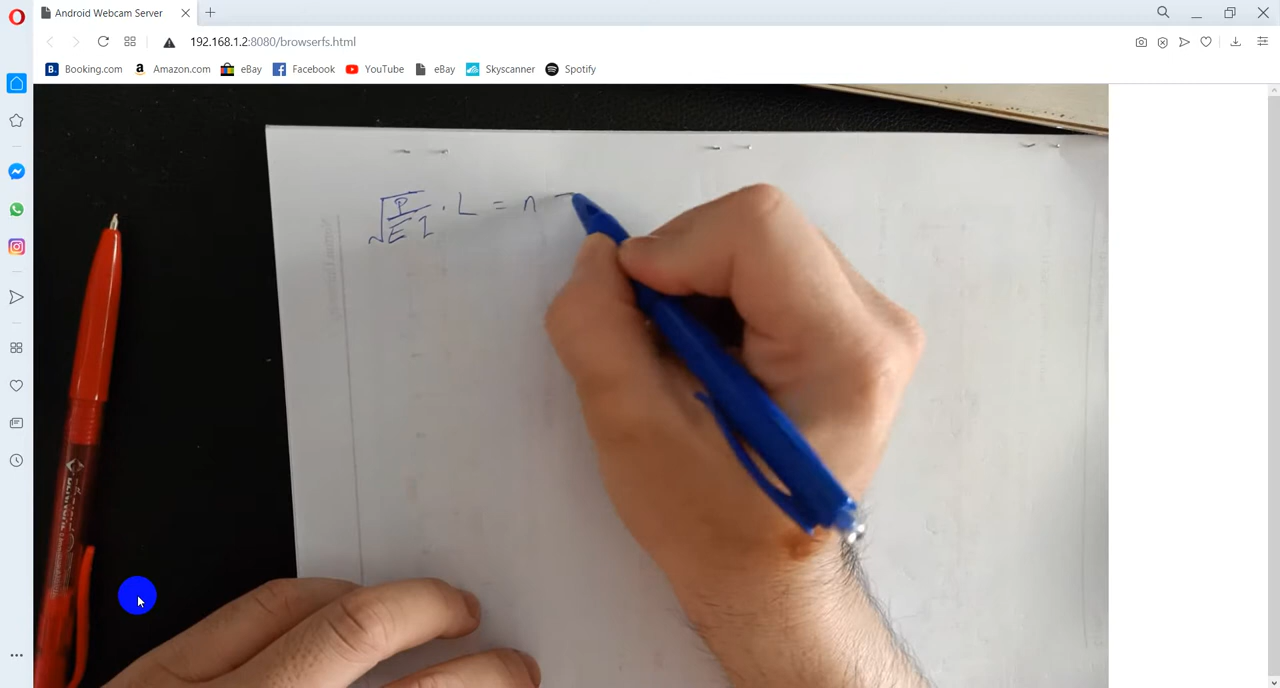 Android Webcam Server
192.168.1.2:8080/browserfs.html
Booking.com
Amazon.com
eBay
Facebook
YouTube
eBay
Skyscanner
Spotify
√(P/EI) · L = n